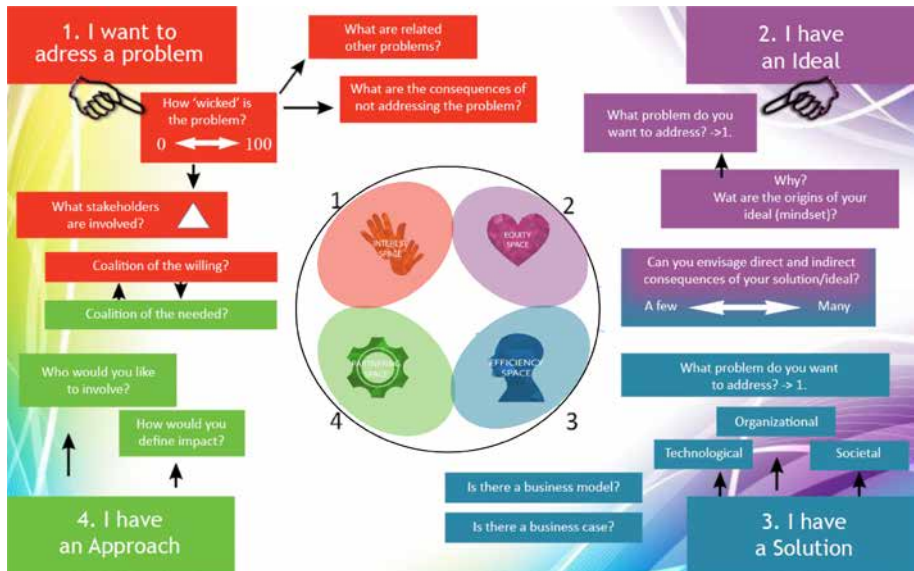 1. I want to
adress a problem
How 'wicked' is
the problem?
0 100
What are related
other problems?
What are the consequences of
not addressing the problem?
What stakeholders
are involved?
Coalition of the willing?
Coalition of the needed?
Who would you like
to involve?
How would you
define impact?
4. I have
an Approach
1
INTEREST
SPACE
2
EQUITY
SPACE
4
PARTNERING
SPACE
3
EFFICIENCY
SPACE
2. I have
an Ideal
What problem do you
want to address? ->1.
Why?
Wat are the origins of your
ideal (mindset)?
Can you envisage direct and indirect
consequences of your solution/ideal?
A few Many
What problem do you want
to address? -> 1.
Organizational
Technological Societal
Is there a business model?
Is there a business case?
3. I have
a Solution